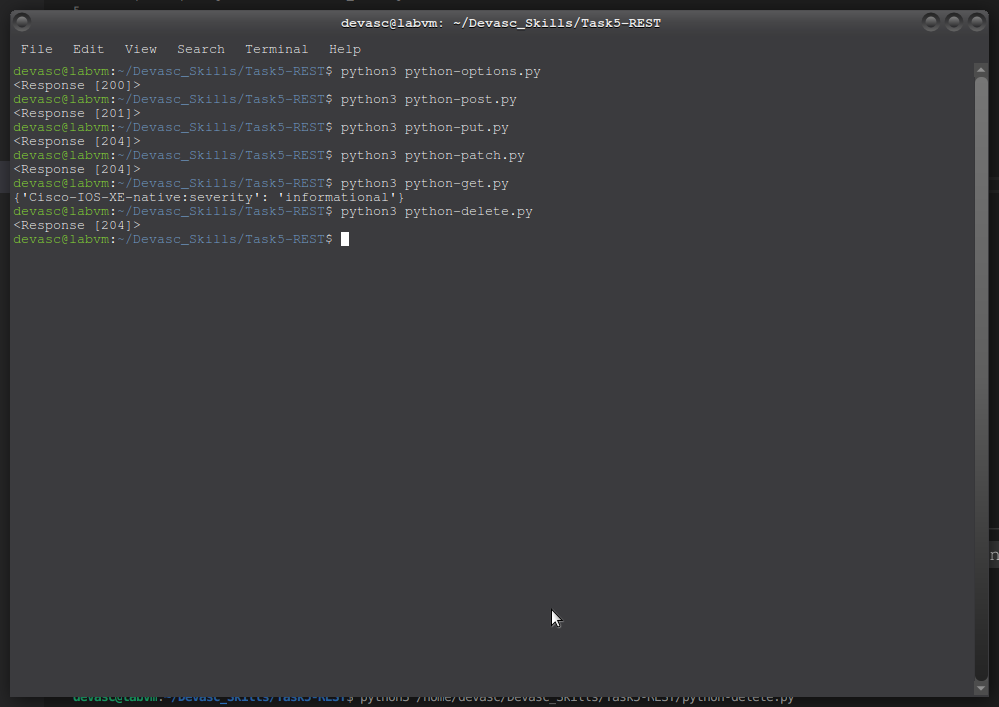 devasc@labvm: ~/Devasc_Skills/Task5-REST
File Edit View Search Terminal Help
devasc@labvm:~/Devasc_Skills/Task5-REST$ python3 python-options.py
<Response [200]>
devasc@labvm:~/Devasc_Skills/Task5-REST$ python3 python-post.py
<Response [201]>
devasc@labvm:~/Devasc_Skills/Task5-REST$ python3 python-put.py
<Response [204]>
devasc@labvm:~/Devasc_Skills/Task5-REST$ python3 python-patch.py
<Response [204]>
devasc@labvm:~/Devasc_Skills/Task5-REST$ python3 python-get.py
{'Cisco-IOS-XE-native:severity': 'informational'}
devasc@labvm:~/Devasc_Skills/Task5-REST$ python3 python-delete.py
<Response [204]>
devasc@labvm:~/Devasc_Skills/Task5-REST$
devasc@labvm:~/Devasc_Skills/Task5-REST$ python3 /home/devasc/Devasc_Skills/Task5-REST/python-delete.py